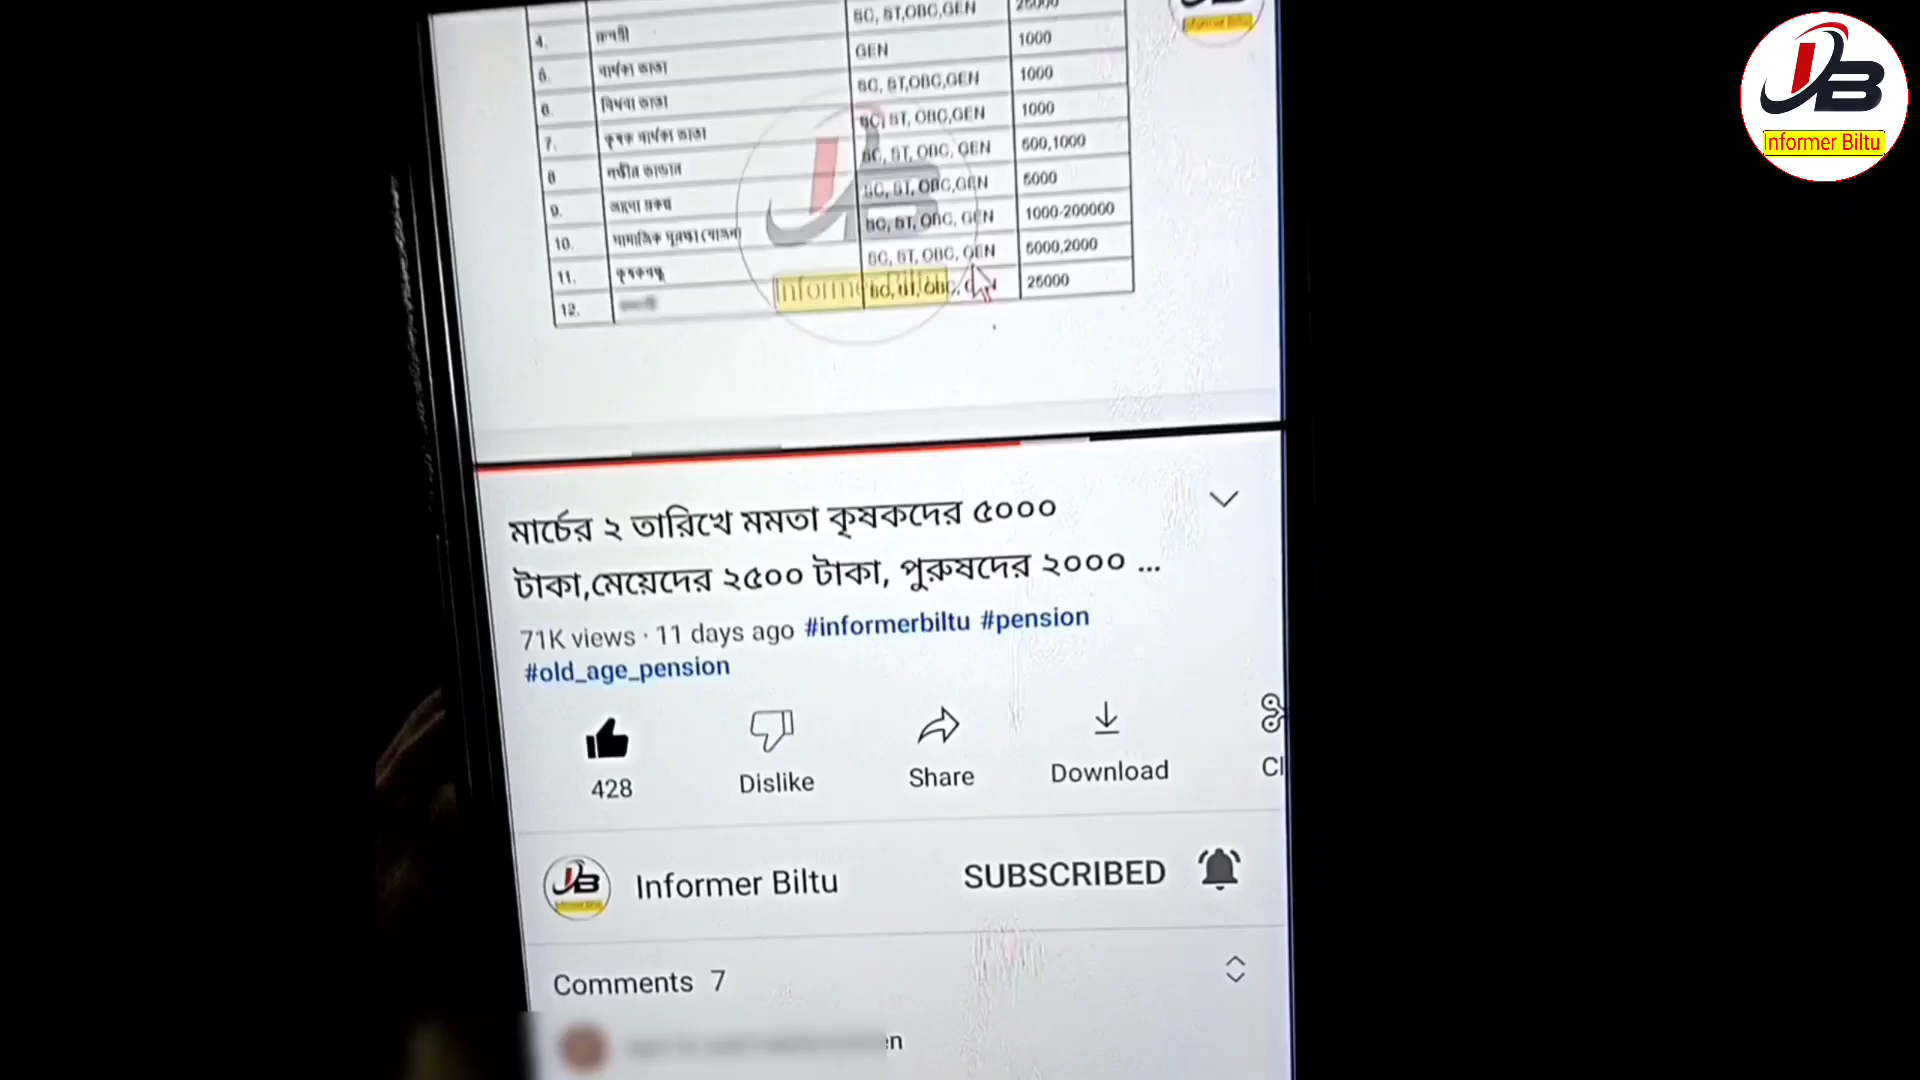 SC, ST,OBC,GEN 25000
4. রূপশ্রী GEN 1000
বার্ধক্য ভাতা SC, ST,OBC,GEN 1000
6. বিধবা ভাতা SC, ST, OBC,GEN 1000
7. কৃষক বার্ধক্য ভাতা SC, ST, OBC, GEN 500,1000
8 লক্ষীর ভান্ডার SC, ST, OBC,GEN 5000
9. SC, ST, OBC, GEN 1000-200000
10. সামাজিক সুরক্ষা যোজনা SC, ST, OBC, GEN 5000,2000
11. কৃষকবন্ধু 25000
12.
Informer Biltu
মার্চের ২ তারিখে মমতা কৃষকদের ৫০০০
টাকা,মেয়েদের ২৫০০ টাকা, পুরুষদের ২০০০ ...
71K views · 11 days ago #informerbiltu #pension
#old_age_pension
428 Dislike Share Download Cl
Informer Biltu SUBSCRIBED
Comments 7
en